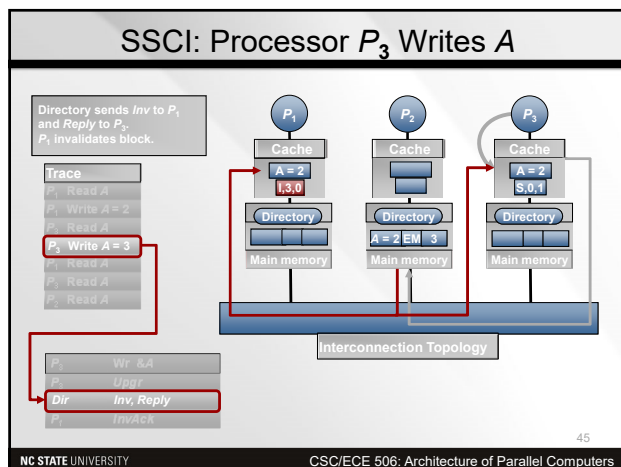 SSCI: Processor P3 Writes A
Directory sends Inv to P1
and Reply to P3.
P1 invalidates block.
Trace
P1 Read A
P1 Write A = 2
P3 Read A
P3 Write A = 3
P1 Read A
P3 Read A
P2 Read A
P3 Wr &A
P3 Upgr
Dir Inv, Reply
P1 InvAck
P1
Cache
A = 2
I,3,0
Directory
Main memory
P2
Cache
Directory
A = 2 EM 3
Main memory
P3
Cache
A = 2
S,0,1
Directory
Main memory
Interconnection Topology
45
NC STATE UNIVERSITY
CSC/ECE 506: Architecture of Parallel Computers